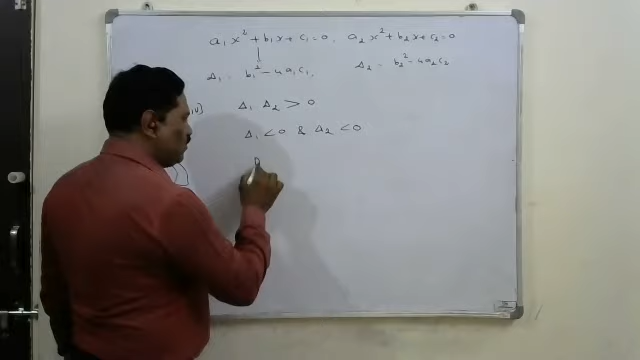 a₁x² + b₁x + c₁ = 0, a₂x² + b₂x + c₂ = 0
Δ₁ = b₁² - 4a₁c₁, Δ₂ = b₂² - 4a₂c₂
Δ₁ Δ₂ > 0
Δ₁ < 0 & Δ₂ < 0